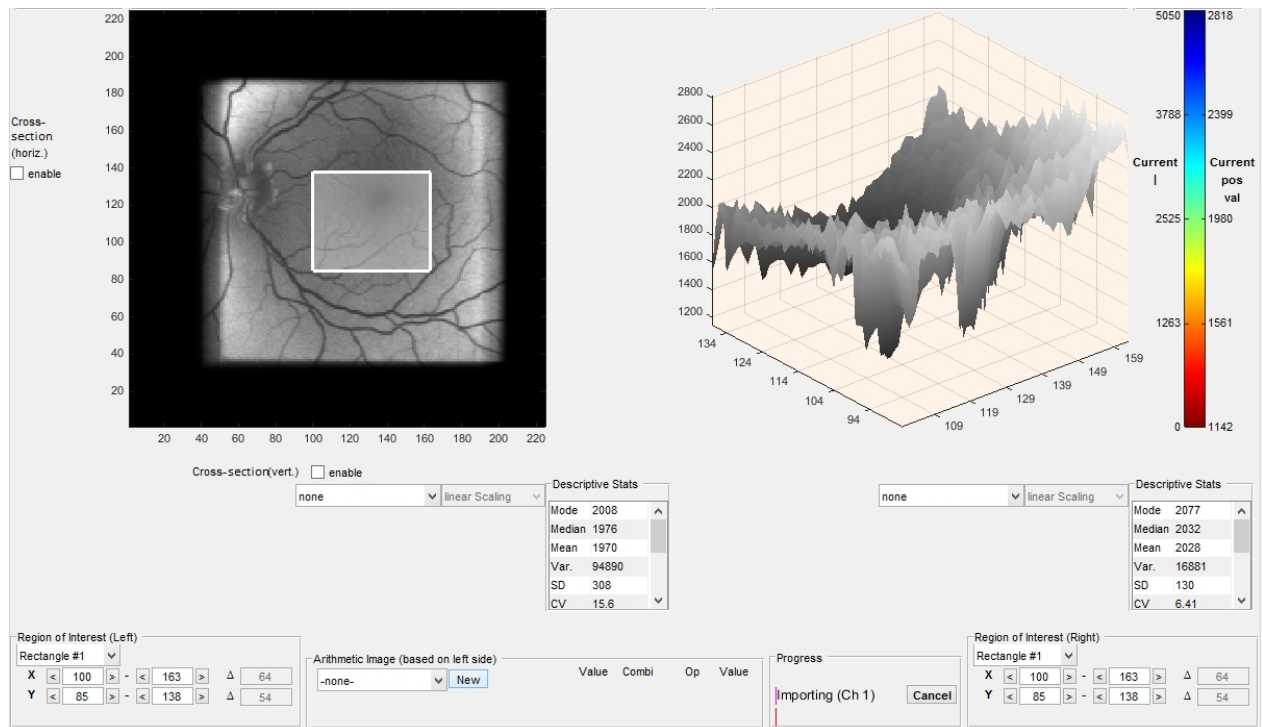 220
200
180
160
140
120
100
80
60
40
20
20 40 60 80 100 120 140 160 180 200 220
Cross-
section
(horiz.)
enable
Cross-section(vert.) enable
2800
2600
2400
2200
2000
1800
1600
1400
1200
134 124 114 104 94
109 119 129 139 149 159
5050 2818
3788 2399
Current Current
| pos
val
2525 1980
1263 1561
0 1142
none linear Scaling
Descriptive Stats
Mode 2008
Median 1976
Mean 1970
Var. 94890
SD 308
CV 15.6
none linear Scaling
Descriptive Stats
Mode 2077
Median 2032
Mean 2028
Var. 16881
SD 130
CV 6.41
Region of Interest (Left)
Rectangle #1
X < 100 > - < 163 > Δ 64
Y < 85 > - < 138 > Δ 54
Arithmetic Image (based on left side) Value Combi Op Value
-none- New
Progress
Importing (Ch 1) Cancel
Region of Interest (Right)
Rectangle #1
X < 100 > - < 163 > Δ 64
Y < 85 > - < 138 > Δ 54